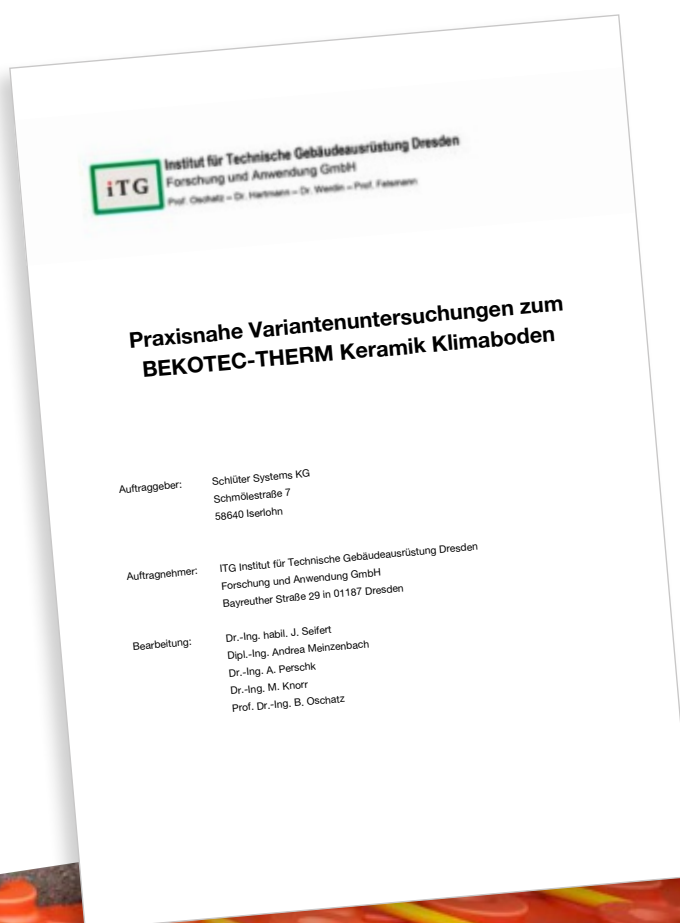 iTG
Institut für Technische Gebäudeausrüstung Dresden
Forschung und Anwendung GmbH
Prof. Oschatz – Dr. Hartmann – Dr. Werdin – Prof. Felsmann
Praxisnahe Variantenuntersuchungen zum
BEKOTEC-THERM Keramik Klimaboden
Auftraggeber: Schlüter Systems KG
Schmölestraße 7
58640 Iserlohn
Auftragnehmer: ITG Institut für Technische Gebäudeausrüstung Dresden
Forschung und Anwendung GmbH
Bayreuther Straße 29 in 01187 Dresden
Bearbeitung: Dr.-Ing. habil. J. Seifert
Dipl.-Ing. Andrea Meinzenbach
Dr.-Ing. A. Perschk
Dr.-Ing. M. Knorr
Prof. Dr.-Ing. B. Oschatz